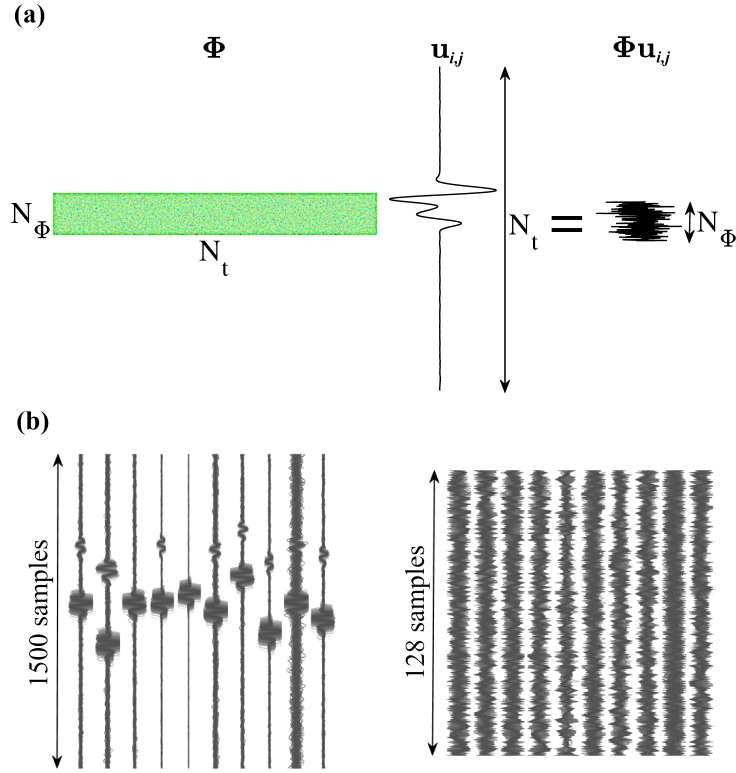 (a)
Φ u_{i,j} Φu_{i,j}
N_Φ
N_t
N_t
=
N_Φ
(b)
1500 samples
128 samples